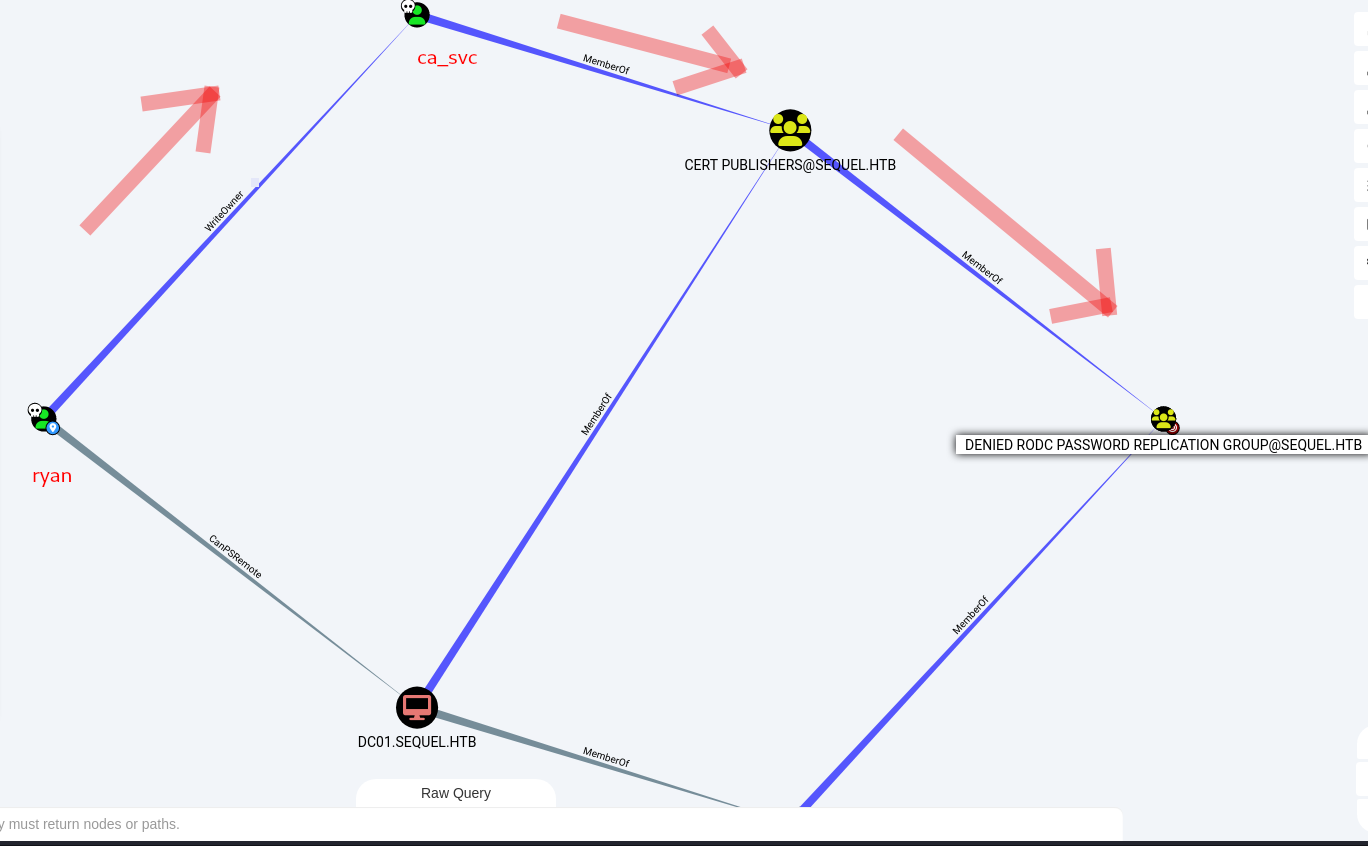 ca_svc
MemberOf
CERT PUBLISHERS@SEQUEL.HTB
WriteOwner
MemberOf
MemberOf
DENIED RODC PASSWORD REPLICATION GROUP@SEQUEL.HTB
ryan
CanPSRemote
MemberOf
DC01.SEQUEL.HTB
MemberOf
Raw Query
y must return nodes or paths.